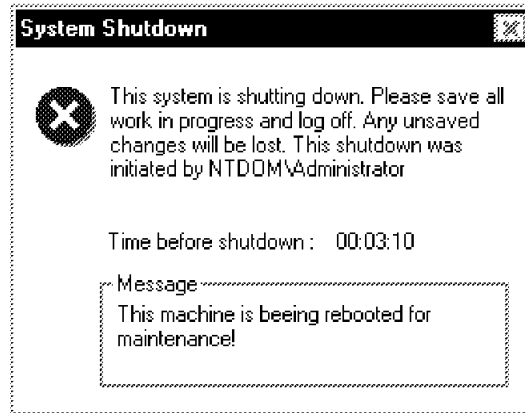 System Shutdown
This system is shutting down. Please save all
work in progress and log off. Any unsaved
changes will be lost. This shutdown was
initiated by NTDOM\Administrator
Time before shutdown : 00:03:10
Message
This machine is beeing rebooted for
maintenance!